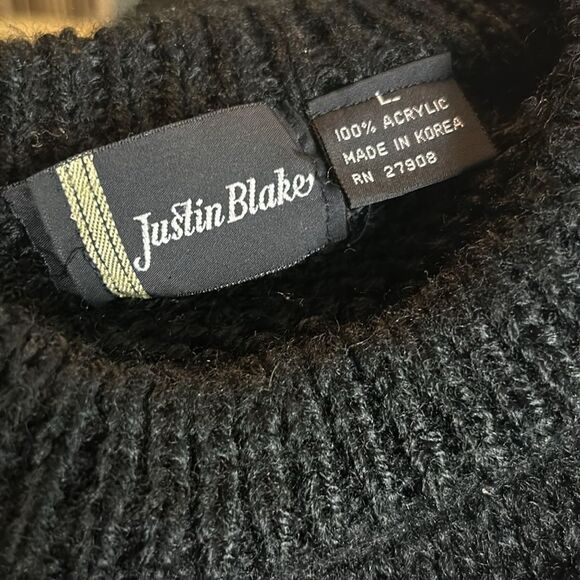 Justin Blake
L
100% ACRYLIC
MADE IN KOREA
RN 27908